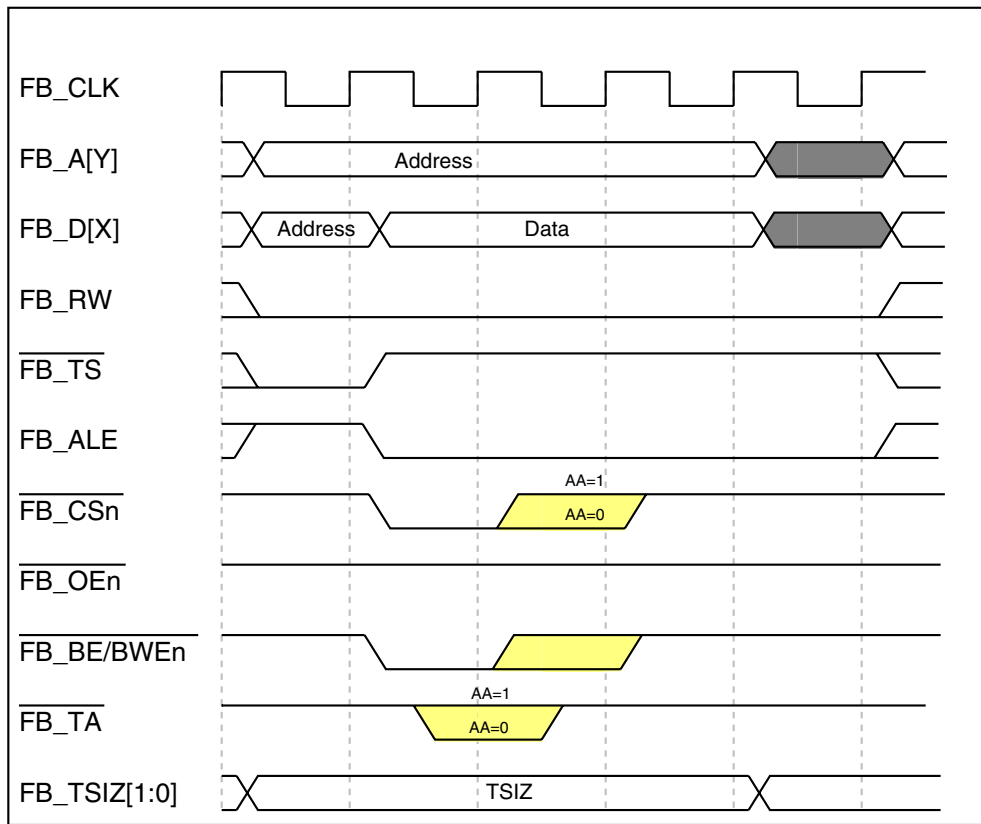 FB_CLK
FB_A[Y]
Address
FB_D[X]
Address
Data
FB_RW
FB_TS
FB_ALE
FB_CSn
AA=1
AA=0
FB_OEn
FB_BE/BWEn
FB_TA
AA=1
AA=0
FB_TSIZ[1:0]
TSIZ